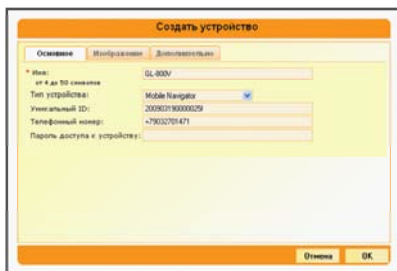 Создать устройство
Основное Изображение Дополнительно
* Имя: GL-800V
от 4 до 50 символов
Тип устройства: Mobile Navigator
Уникальный ID:
Телефонный номер: +79032701471
Пароль доступа к устройству:
Отмена OK